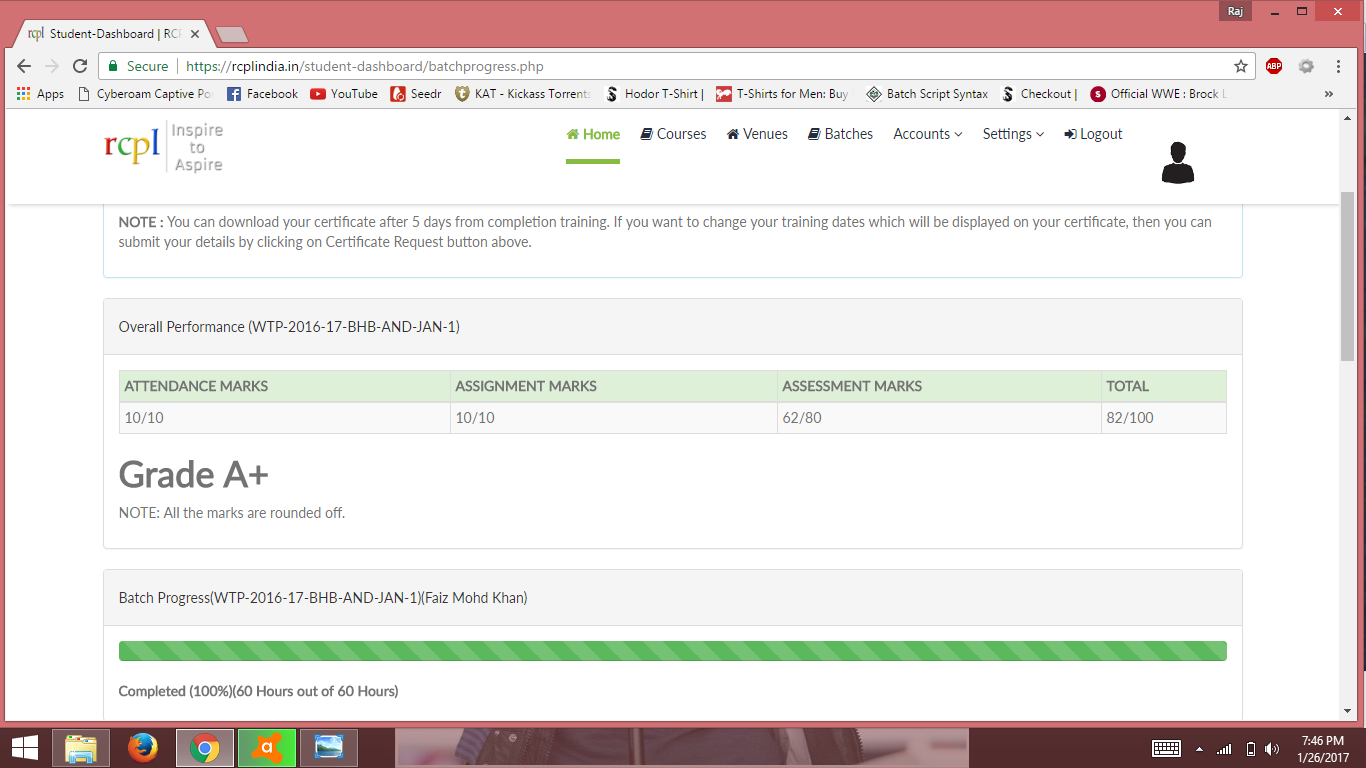 Raj
rcpl Student-Dashboard | RCP
Secure https://rcplindia.in/student-dashboard/batchprogress.php
ABP
Apps Cyberoam Captive Po Facebook YouTube Seedr KAT - Kickass Torrents Hodor T-Shirt | T-Shirts for Men: Buy Batch Script Syntax Checkout | Official WWE : Brock L »
rcpl Inspire to Aspire
Home Courses Venues Batches Accounts Settings Logout
NOTE : You can download your certificate after 5 days from completion training. If you want to change your training dates which will be displayed on your certificate, then you can
submit your details by clicking on Certificate Request button above.
Overall Performance (WTP-2016-17-BHB-AND-JAN-1)
ATTENDANCE MARKS ASSIGNMENT MARKS ASSESSMENT MARKS TOTAL
10/10 10/10 62/80 82/100
Grade A+
NOTE: All the marks are rounded off.
Batch Progress(WTP-2016-17-BHB-AND-JAN-1)(Faiz Mohd Khan)
Completed (100%)(60 Hours out of 60 Hours)
7:46 PM
1/26/2017